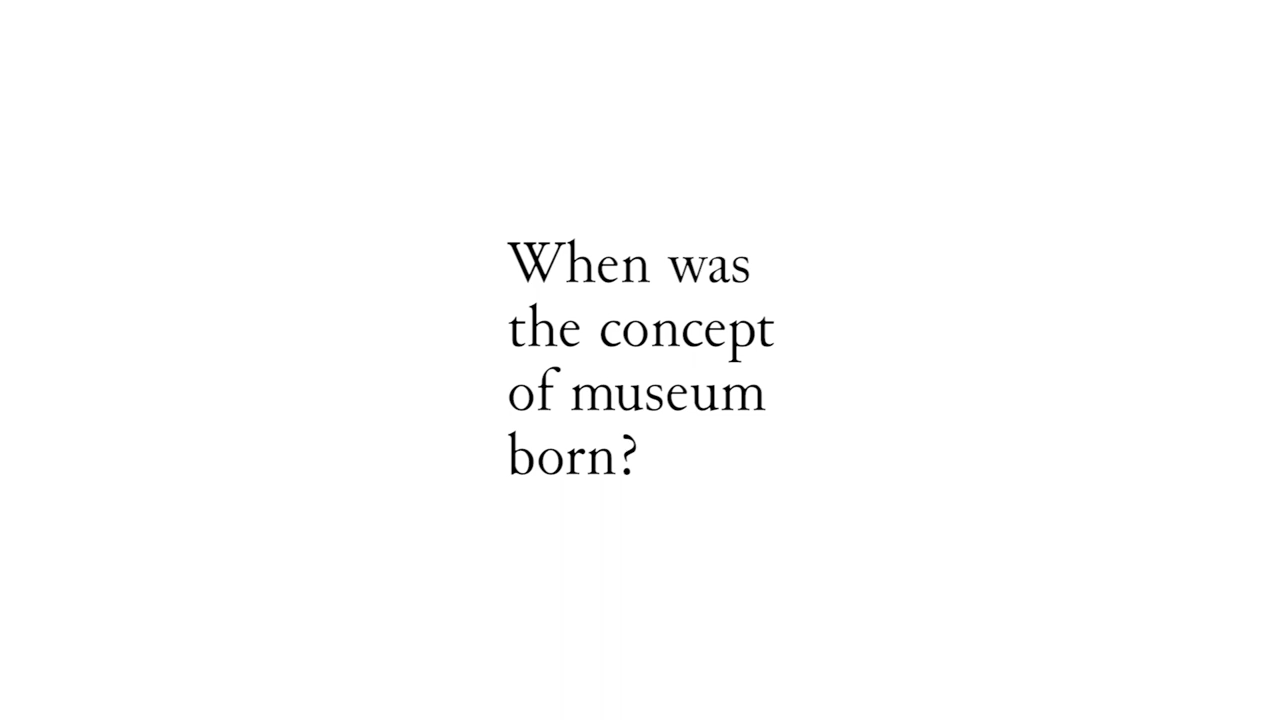 When was
the concept
of museum
born?